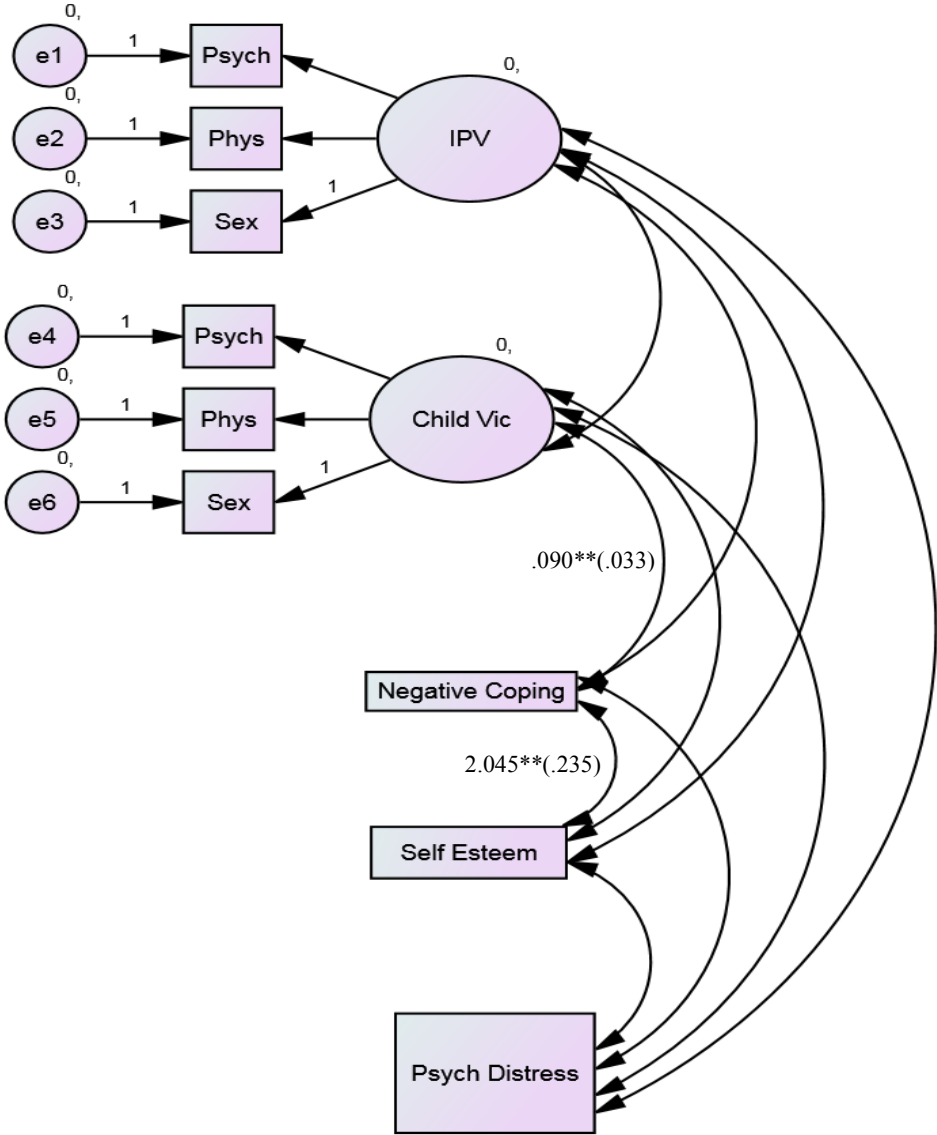 0,
e1
1
Psych
0,
e2
1
Phys
0,
e3
1
Sex
0,
IPV
1
0,
e4
1
Psych
0,
e5
1
Phys
0,
e6
1
Sex
0,
Child Vic
1
.090**(.033)
Negative Coping
2.045**(.235)
Self Esteem
Psych Distress